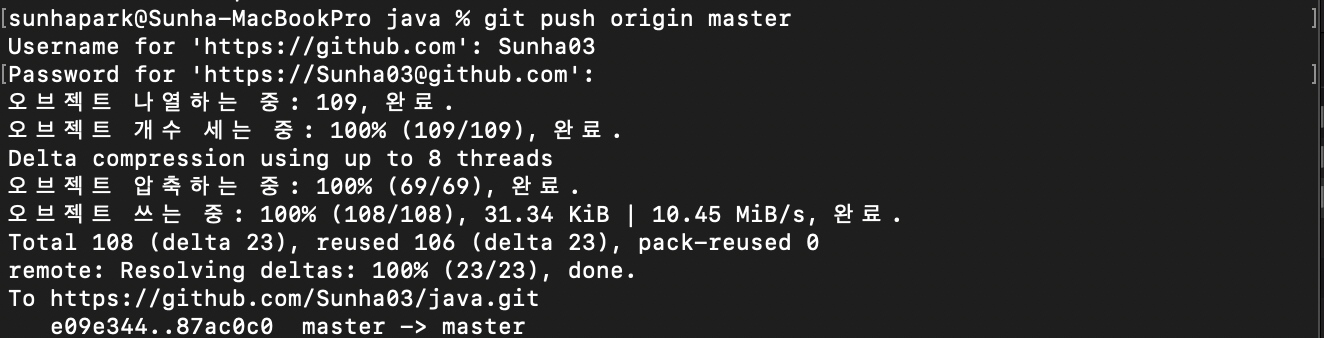 [sunhapark@Sunha-MacBookPro java % git push origin master ]
Username for 'https://github.com': Sunha03
[Password for 'https://Sunha03@github.com': ]
오브젝트 나열하는 중: 109, 완료.
오브젝트 개수 세는 중: 100% (109/109), 완료.
Delta compression using up to 8 threads
오브젝트 압축하는 중: 100% (69/69), 완료.
오브젝트 쓰는 중: 100% (108/108), 31.34 KiB | 10.45 MiB/s, 완료.
Total 108 (delta 23), reused 106 (delta 23), pack-reused 0
remote: Resolving deltas: 100% (23/23), done.
To https://github.com/Sunha03/java.git
   e09e344..87ac0c0  master -> master